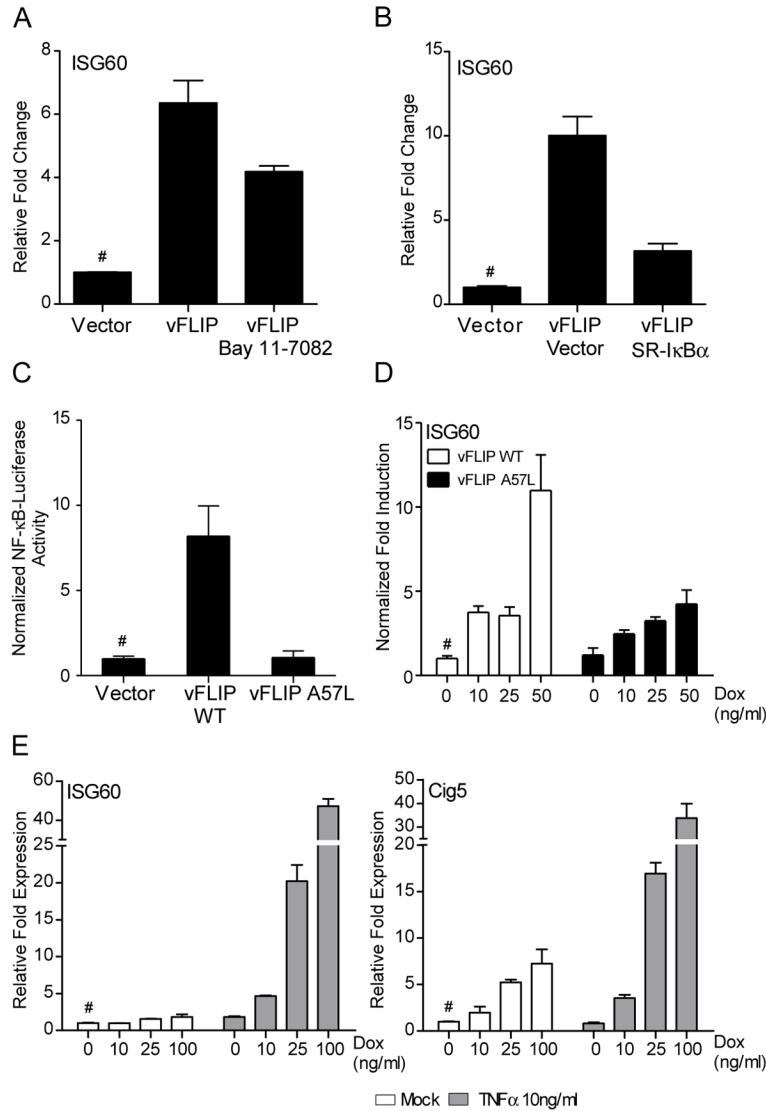 A
ISG60
Relative Fold Change
8
6
4
2
0
#
Vector
vFLIP
vFLIP
Bay 11-7082
B
ISG60
Relative Fold Change
15
10
5
0
#
Vector
vFLIP
Vector
vFLIP
SR-IκBα
C
Normalized NF-κB-Luciferase
Activity
15
10
5
0
#
Vector
vFLIP
WT
vFLIP A57L
D
ISG60
vFLIP WT
vFLIP A57L
Normalized Fold Induction
15
10
5
0
#
0 10 25 50 0 10 25 50 Dox
(ng/ml)
E
ISG60
Relative Fold Expression
60
40
25
20
15
10
5
0
#
0 10 25 100 0 10 25 100 Dox
(ng/ml)
Cig5
Relative Fold Expression
50
40
30
20
15
10
5
0
#
0 10 25 100 0 10 25 100 Dox
(ng/ml)
Mock TNFα 10ng/ml